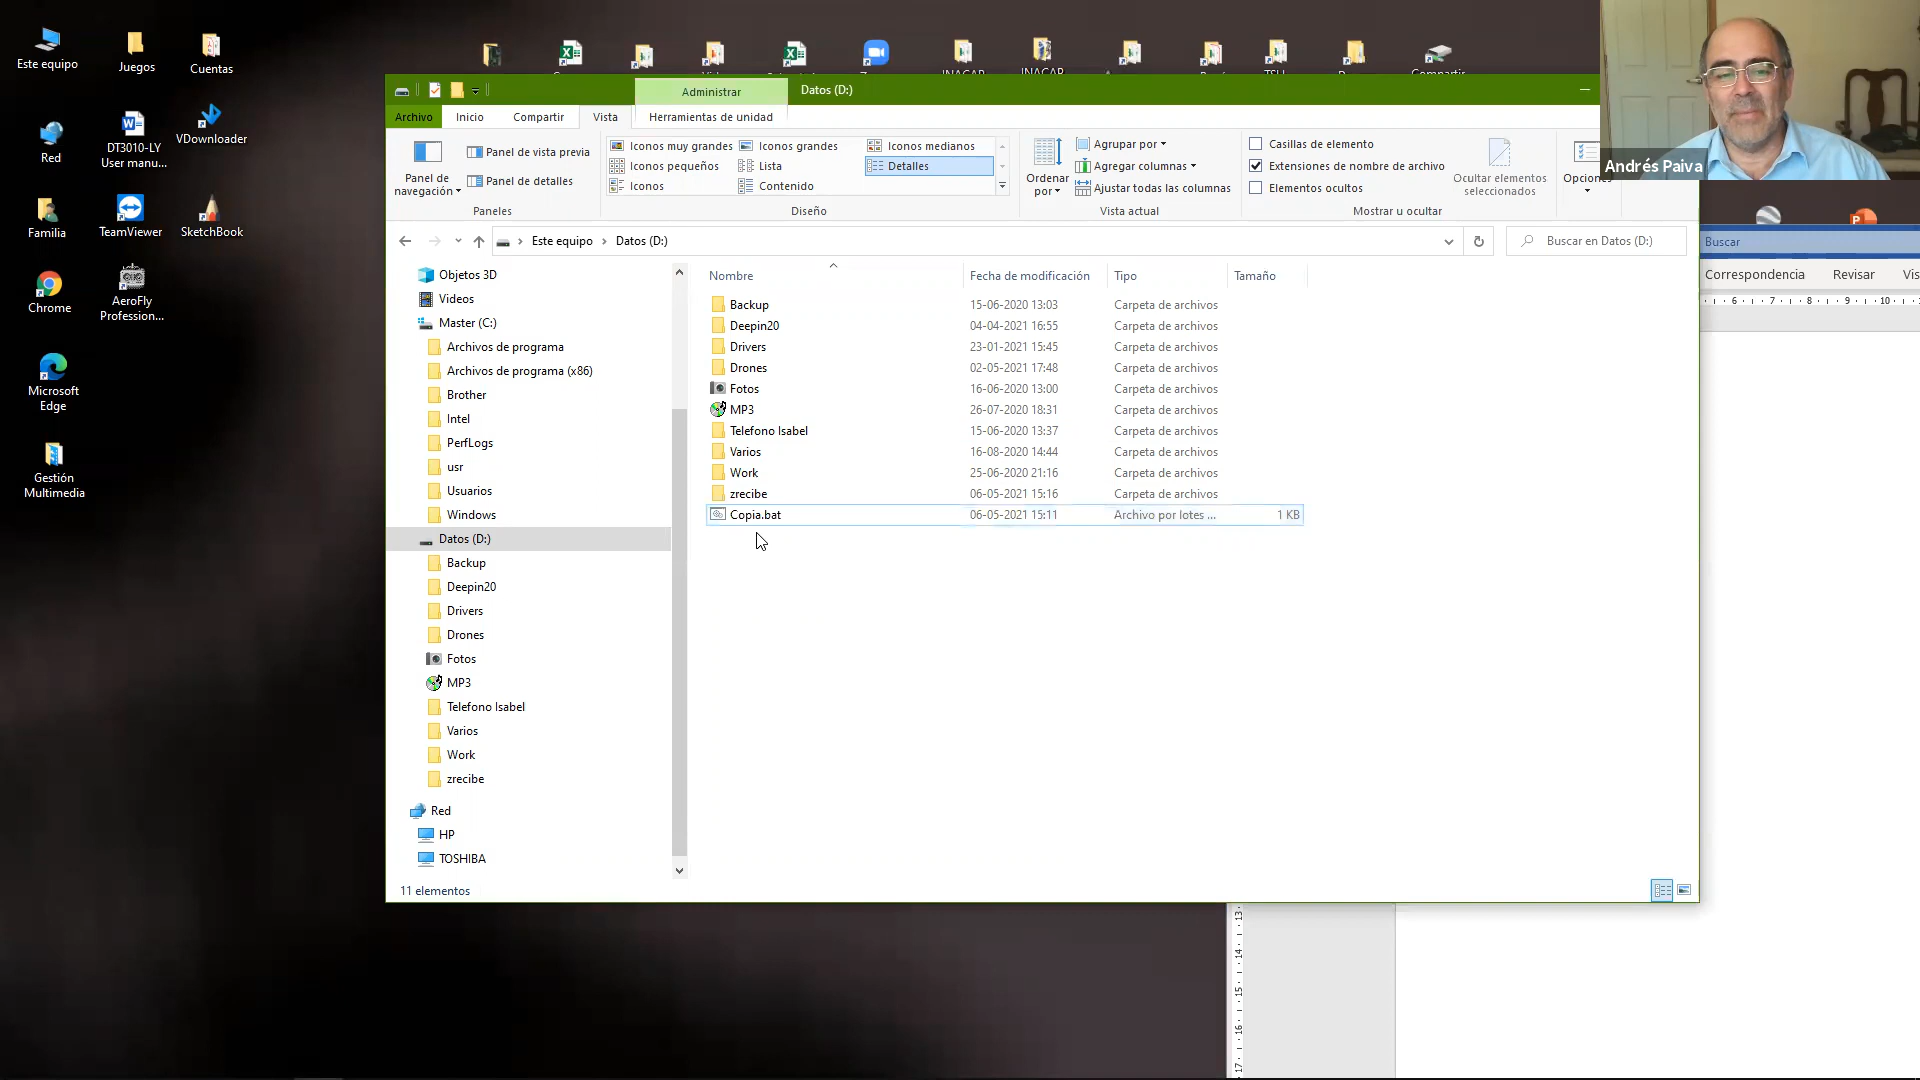 Este equipo
Juegos
Cuentas
Red
DT3010-LY
User manu...
VDownloader
Familia
TeamViewer
SketchBook
Chrome
AeroFly
Profession...
Microsoft
Edge
Gestión
Multimedia
INACAP
INACAP
Administrar
Datos (D:)
Archivo
Inicio
Compartir
Vista
Herramientas de unidad
Panel de
navegación
Panel de vista previa
Panel de detalles
Paneles
Iconos muy grandes
Iconos grandes
Iconos medianos
Iconos pequeños
Lista
Detalles
Iconos
Contenido
Diseño
Ordenar
por
Agrupar por
Agregar columnas
Ajustar todas las columnas
Vista actual
Casillas de elemento
Extensiones de nombre de archivo
Elementos ocultos
Ocultar elementos
seleccionados
Mostrar u ocultar
Opciones
Andrés Paiva
Este equipo
Datos (D:)
Buscar en Datos (D:)
Buscar
Correspondencia
Revisar
Vis
6 7 8 9 10
Objetos 3D
Videos
Master (C:)
Archivos de programa
Archivos de programa (x86)
Brother
Intel
PerfLogs
usr
Usuarios
Windows
Datos (D:)
Backup
Deepin20
Drivers
Drones
Fotos
MP3
Telefono Isabel
Varios
Work
zrecibe
Red
HP
TOSHIBA
Nombre Fecha de modificación Tipo Tamaño
Backup 15-06-2020 13:03 Carpeta de archivos
Deepin20 04-04-2021 16:55 Carpeta de archivos
Drivers 23-01-2021 15:45 Carpeta de archivos
Drones 02-05-2021 17:48 Carpeta de archivos
Fotos 16-06-2020 13:00 Carpeta de archivos
MP3 26-07-2020 18:31 Carpeta de archivos
Telefono Isabel 15-06-2020 13:37 Carpeta de archivos
Varios 16-08-2020 14:44 Carpeta de archivos
Work 25-06-2020 21:16 Carpeta de archivos
zrecibe 06-05-2021 15:16 Carpeta de archivos
Copia.bat 06-05-2021 15:11 Archivo por lotes ... 1 KB
11 elementos
13
14
15
16
17